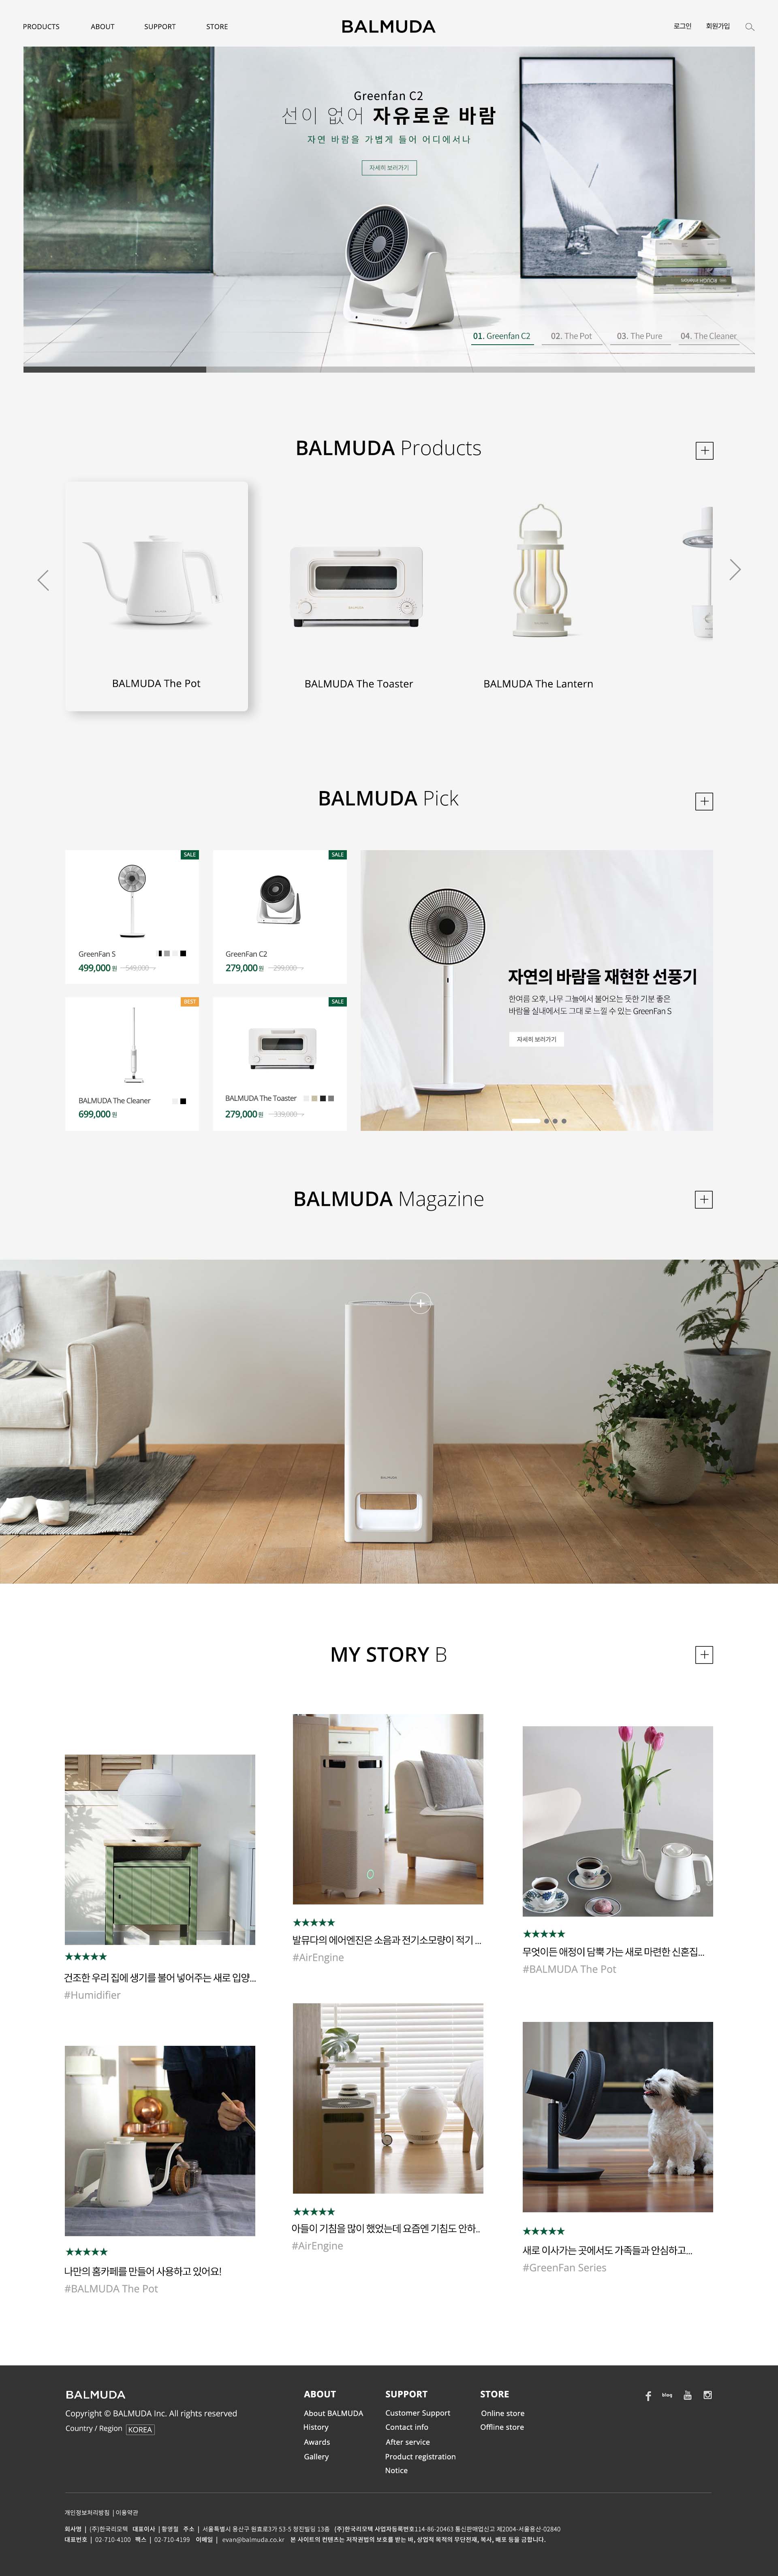 PRODUCTS ABOUT SUPPORT STORE BALMUDA 로그인 회원가입
Greenfan C2
선이 없어 자유로운 바람
자연 바람을 가볍게 들어 어디에서나
자세히 보러가기
01. Greenfan C2 02. The Pot 03. The Pure 04. The Cleaner
BALMUDA Products
BALMUDA The Pot
BALMUDA The Toaster
BALMUDA The Lantern
BALMUDA Pick
SALE
GreenFan S
499,000원 549,000
SALE
GreenFan C2
279,000원 299,000
BEST
BALMUDA The Cleaner
699,000원
SALE
BALMUDA The Toaster
279,000원 339,000
자연의 바람을 재현한 선풍기
한여름 오후, 나무 그늘에서 불어오는 듯한 기분 좋은
바람을 실내에서도 그대 로 느낄 수 있는 GreenFan S
자세히 보러가기
BALMUDA Magazine
BALMUDA
MY STORY B
★★★★★
건조한 우리 집에 생기를 불어 넣어주는 새로 입양...
#Humidifier
★★★★★
발뮤다의 에어엔진은 소음과 전기소모량이 적기 ...
#AirEngine
★★★★★
무엇이든 애정이 담뿍 가는 새로 마련한 신혼집...
#BALMUDA The Pot
★★★★★
나만의 홈카페를 만들어 사용하고 있어요!
#BALMUDA The Pot
★★★★★
아들이 기침을 많이 했었는데 요즘엔 기침도 안하..
#AirEngine
★★★★★
새로 이사가는 곳에서도 가족들과 안심하고...
#GreenFan Series
BALMUDA
Copyright © BALMUDA Inc. All rights reserved
Country / Region KOREA
ABOUT
About BALMUDA
History
Awards
Gallery
SUPPORT
Customer Support
Contact info
After service
Product registration
Notice
STORE
Online store
Offline store
blog
You
개인정보처리방침 | 이용약관
회사명 | (주)한국리모텍 대표이사 | 황영철 주소 | 서울특별시 용산구 원효로3가 53-5 정진빌딩 13층 (주)한국리모텍 사업자등록번호114-86-20463 통신판매업신고 제2004-서울용산-02840
대표번호 | 02-710-4100 팩스 | 02-710-4199 이메일 | evan@balmuda.co.kr 본 사이트의 컨텐츠는 저작권법의 보호를 받는 바, 상업적 목적의 무단전재, 복사, 배포 등을 금합니다.